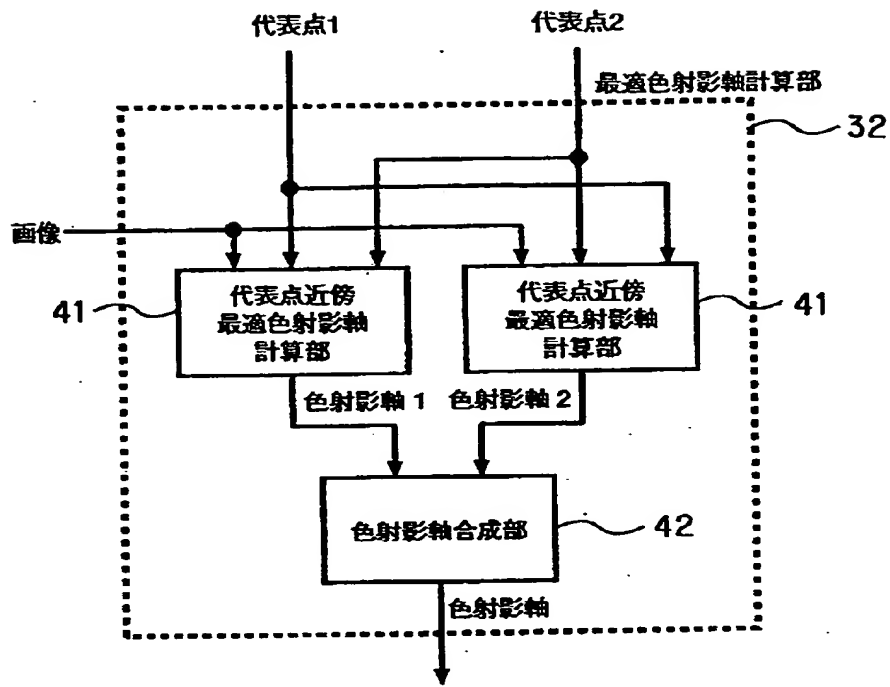 代表点1
代表点2
最適色射影軸計算部
32
画像
41
代表点近傍
最適色射影軸
計算部
代表点近傍
最適色射影軸
計算部
41
色射影軸1
色射影軸2
色射影軸合成部
42
色射影軸